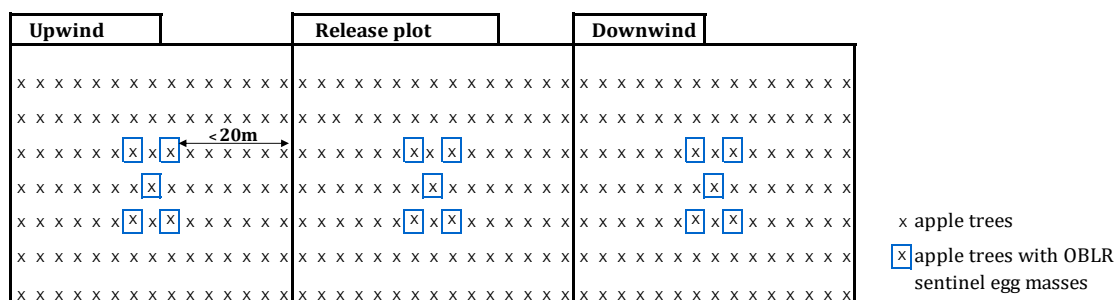 Upwind Release plot Downwind
x x x x x x x x x x x x x x x x x x x x x x x x x x x x x x x x x x x x x x x x x x x x x
x x x x x x x x x x x x x x x x x x x x x x x x x x x x x x x x x x x x x x x x x x x x x
<20m
x x x x x x x x x x x x x x x x x x x x x x x x x x x x x x x x x x x x x x x x x x x x x
x x x x x x x x x x x x x x x x x x x x x x x x x x x x x x x x x x x x x x x x x x x x x
x x x x x x x x x x x x x x x x x x x x x x x x x x x x x x x x x x x x x x x x x x x x x
x x x x x x x x x x x x x x x x x x x x x x x x x x x x x x x x x x x x x x x x x x x x x
x x x x x x x x x x x x x x x x x x x x x x x x x x x x x x x x x x x x x x x x x x x x x
x apple trees
x apple trees with OBLR
sentinel egg masses